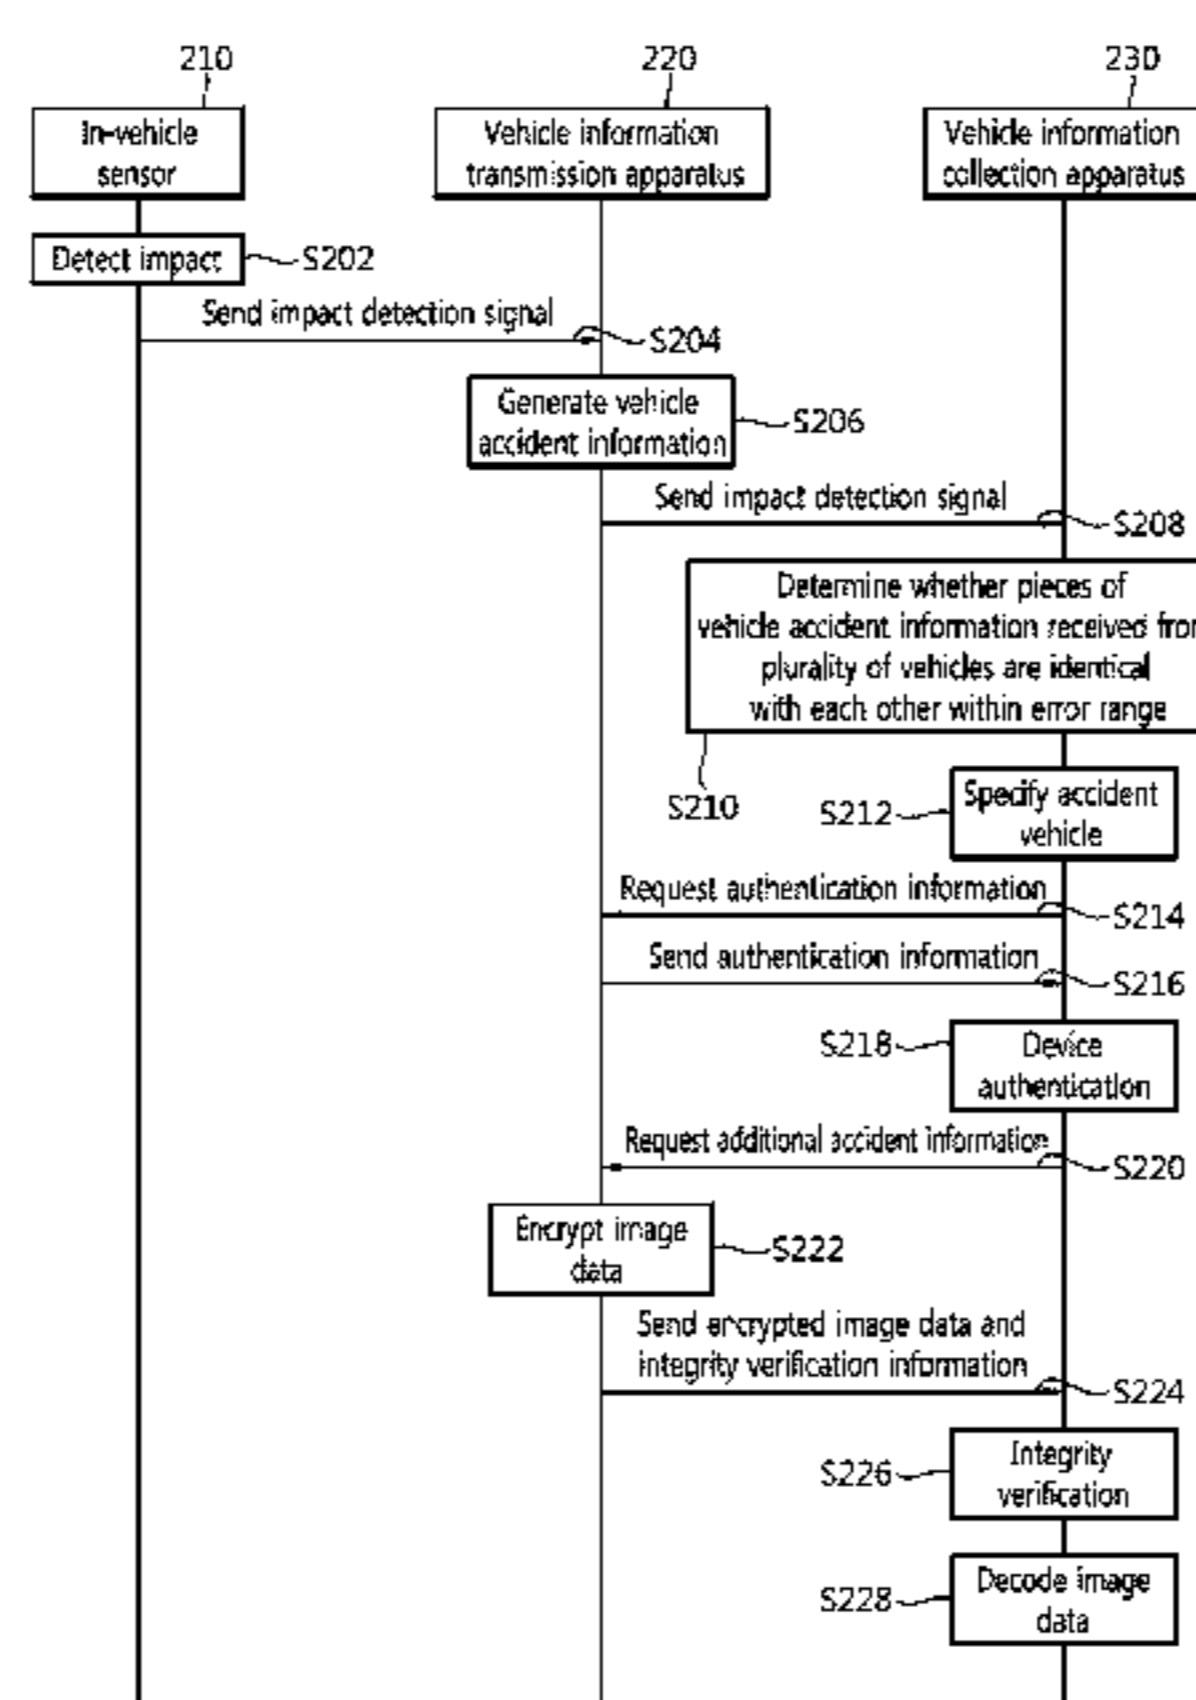 210
220
230
In-vehicle
sensor
Vehicle information
transmission apparatus
Vehicle information
collection apparatus
Detect impact
S202
Send impact detection signal
S204
Generate vehicle
accident information
S206
Send impact detection signal
S208
Determine whether pieces of
vehicle accident information received from
plurality of vehicles are identical
with each other within error range
S210
S212
Specify accident
vehicle
Request authentication information
S214
Send authentication information
S216
S218
Device
authentication
Request additional accident information
S220
Encrypt image
data
S222
Send encrypted image data and
integrity verification information
S224
S226
Integrity
verification
S228
Decode image
data